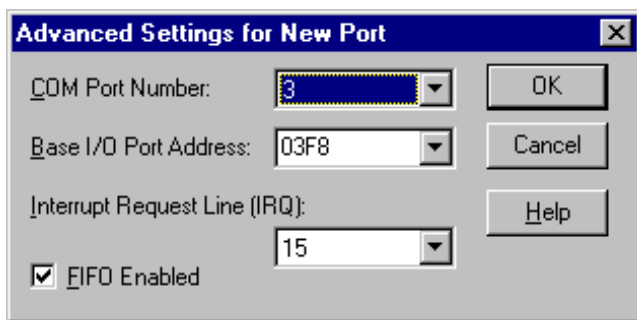 Advanced Settings for New Port
COM Port Number: 3 OK
Base I/O Port Address: 03F8 Cancel
Interrupt Request Line (IRQ): Help
15
FIFO Enabled